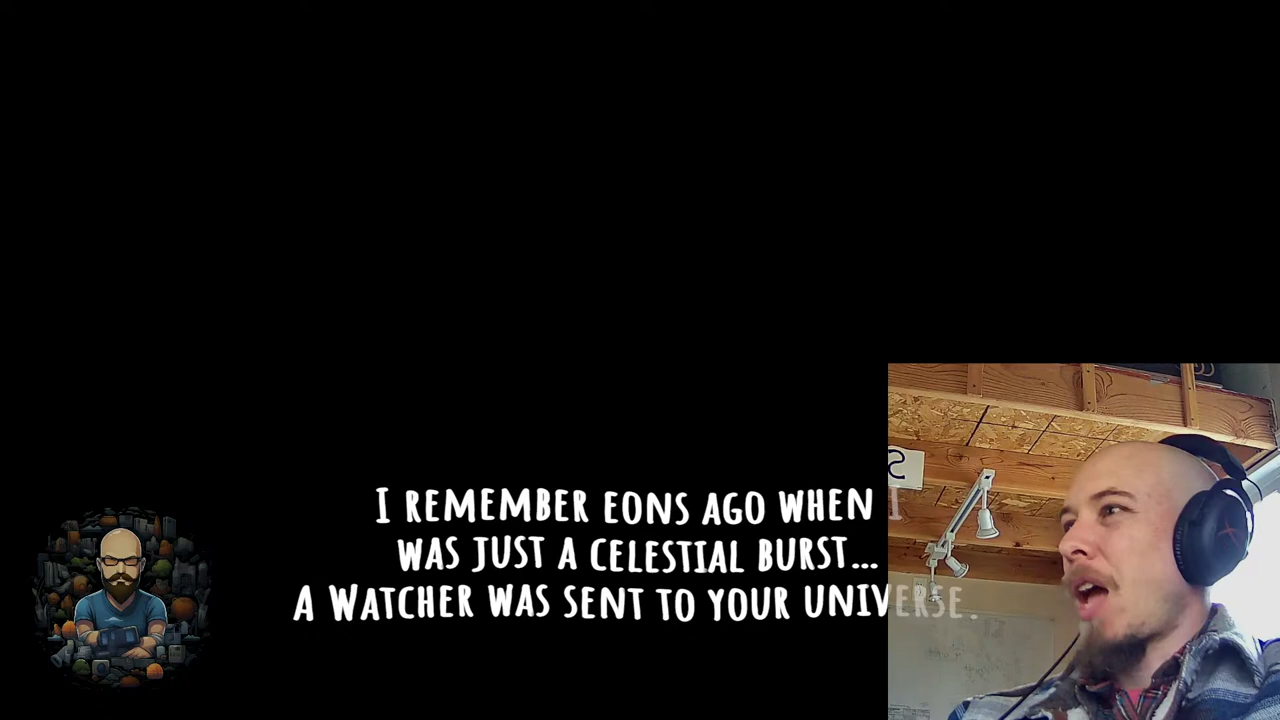 I REMEMBER EONS AGO WHEN I
WAS JUST A CELESTIAL BURST...
A WATCHER WAS SENT TO YOUR UNIVERSE.